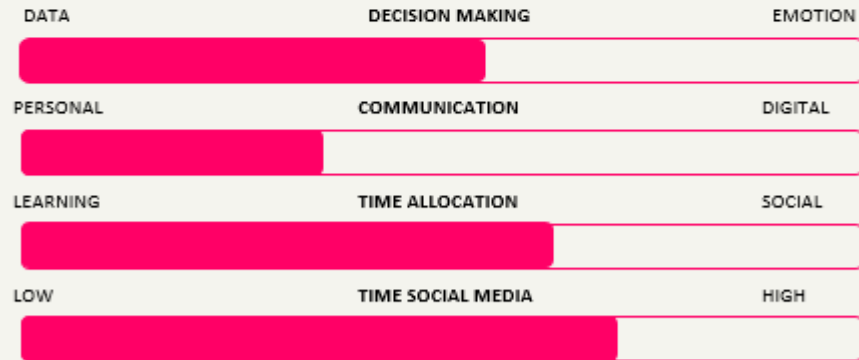 DATA DECISION MAKING EMOTION
PERSONAL COMMUNICATION DIGITAL
LEARNING TIME ALLOCATION SOCIAL
LOW TIME SOCIAL MEDIA HIGH